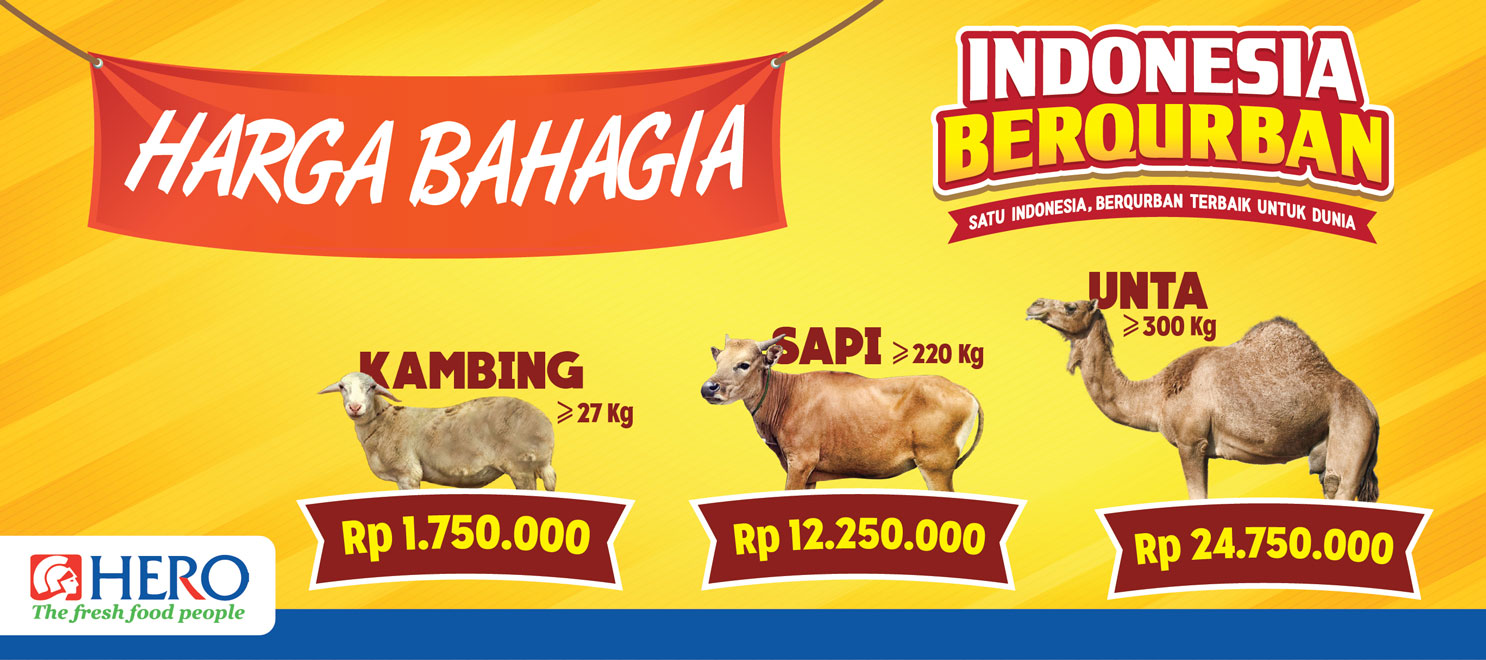 HARGA BAHAGIA
INDONESIA
BERQURBAN
SATU INDONESIA, BERQURBAN TERBAIK UNTUK DUNIA
KAMBING
⩾ 27 Kg
Rp 1.750.000
SAPI ⩾ 220 Kg
Rp 12.250.000
UNTA
⩾ 300 Kg
Rp 24.750.000
HERO
The fresh food people